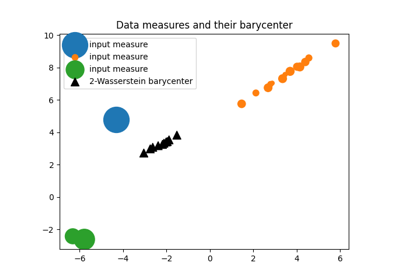 Data measures and their barycenter
10
8
6
4
2
0
−2
input measure
input measure
input measure
2-Wasserstein barycenter
−6 −4 −2 0 2 4 6